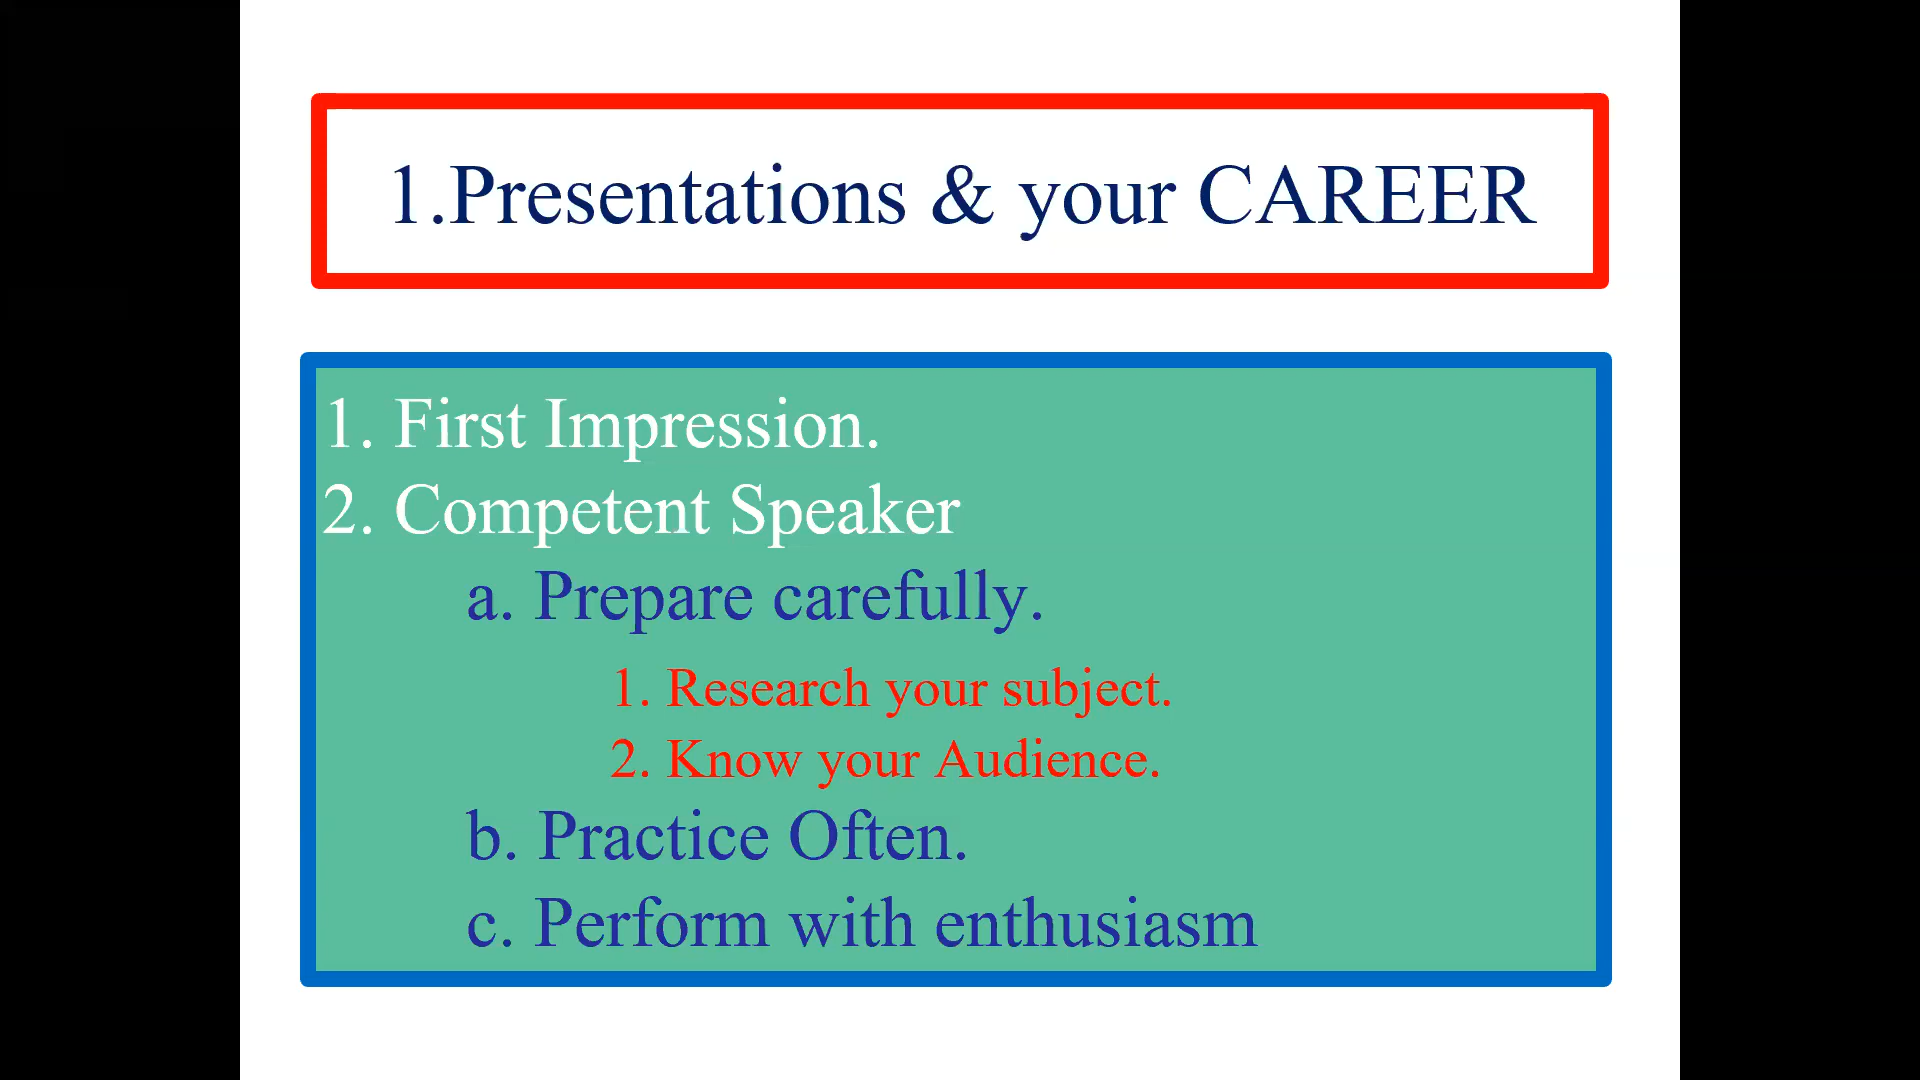 1.Presentations & your CAREER
1. First Impression.
2. Competent Speaker
a. Prepare carefully.
1. Research your subject.
2. Know your Audience.
b. Practice Often.
c. Perform with enthusiasm